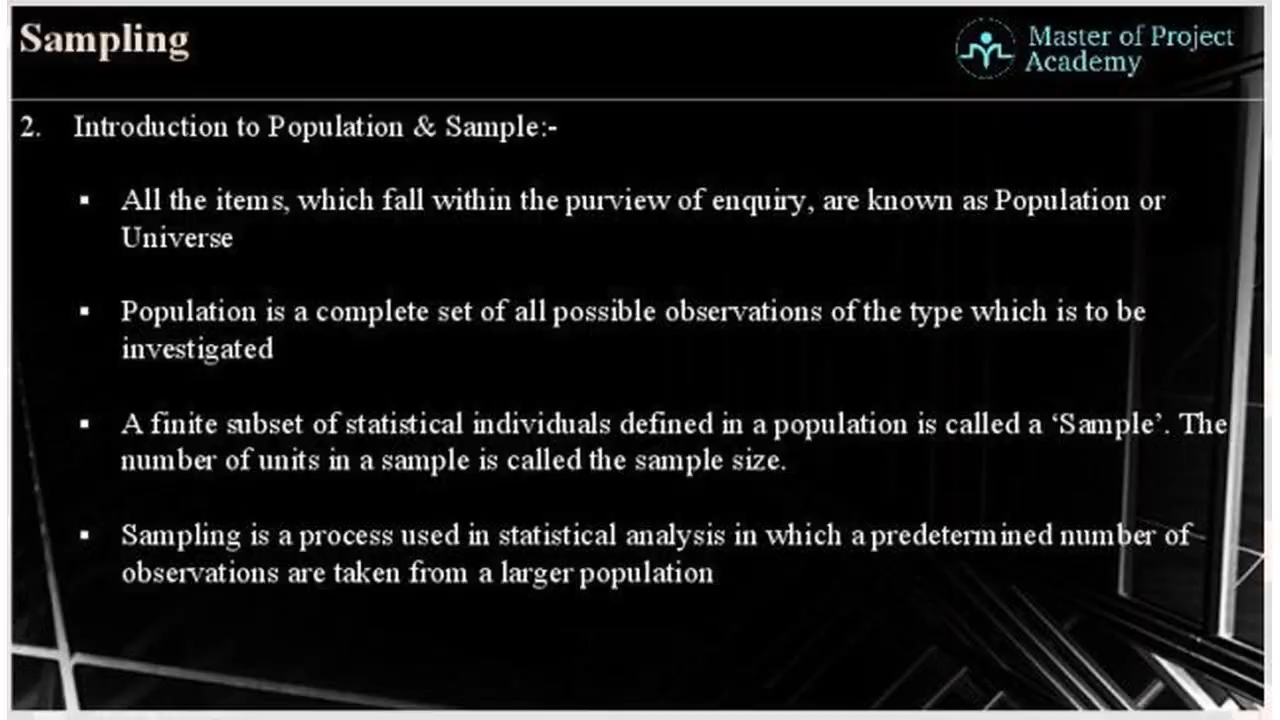 Sampling
Master of Project
Academy
2. Introduction to Population & Sample:-
▪ All the items, which fall within the purview of enquiry, are known as Population or
Universe
▪ Population is a complete set of all possible observations of the type which is to be
investigated
▪ A finite subset of statistical individuals defined in a population is called a ‘Sample’. The
number of units in a sample is called the sample size.
▪ Sampling is a process used in statistical analysis in which a predetermined number of
observations are taken from a larger population